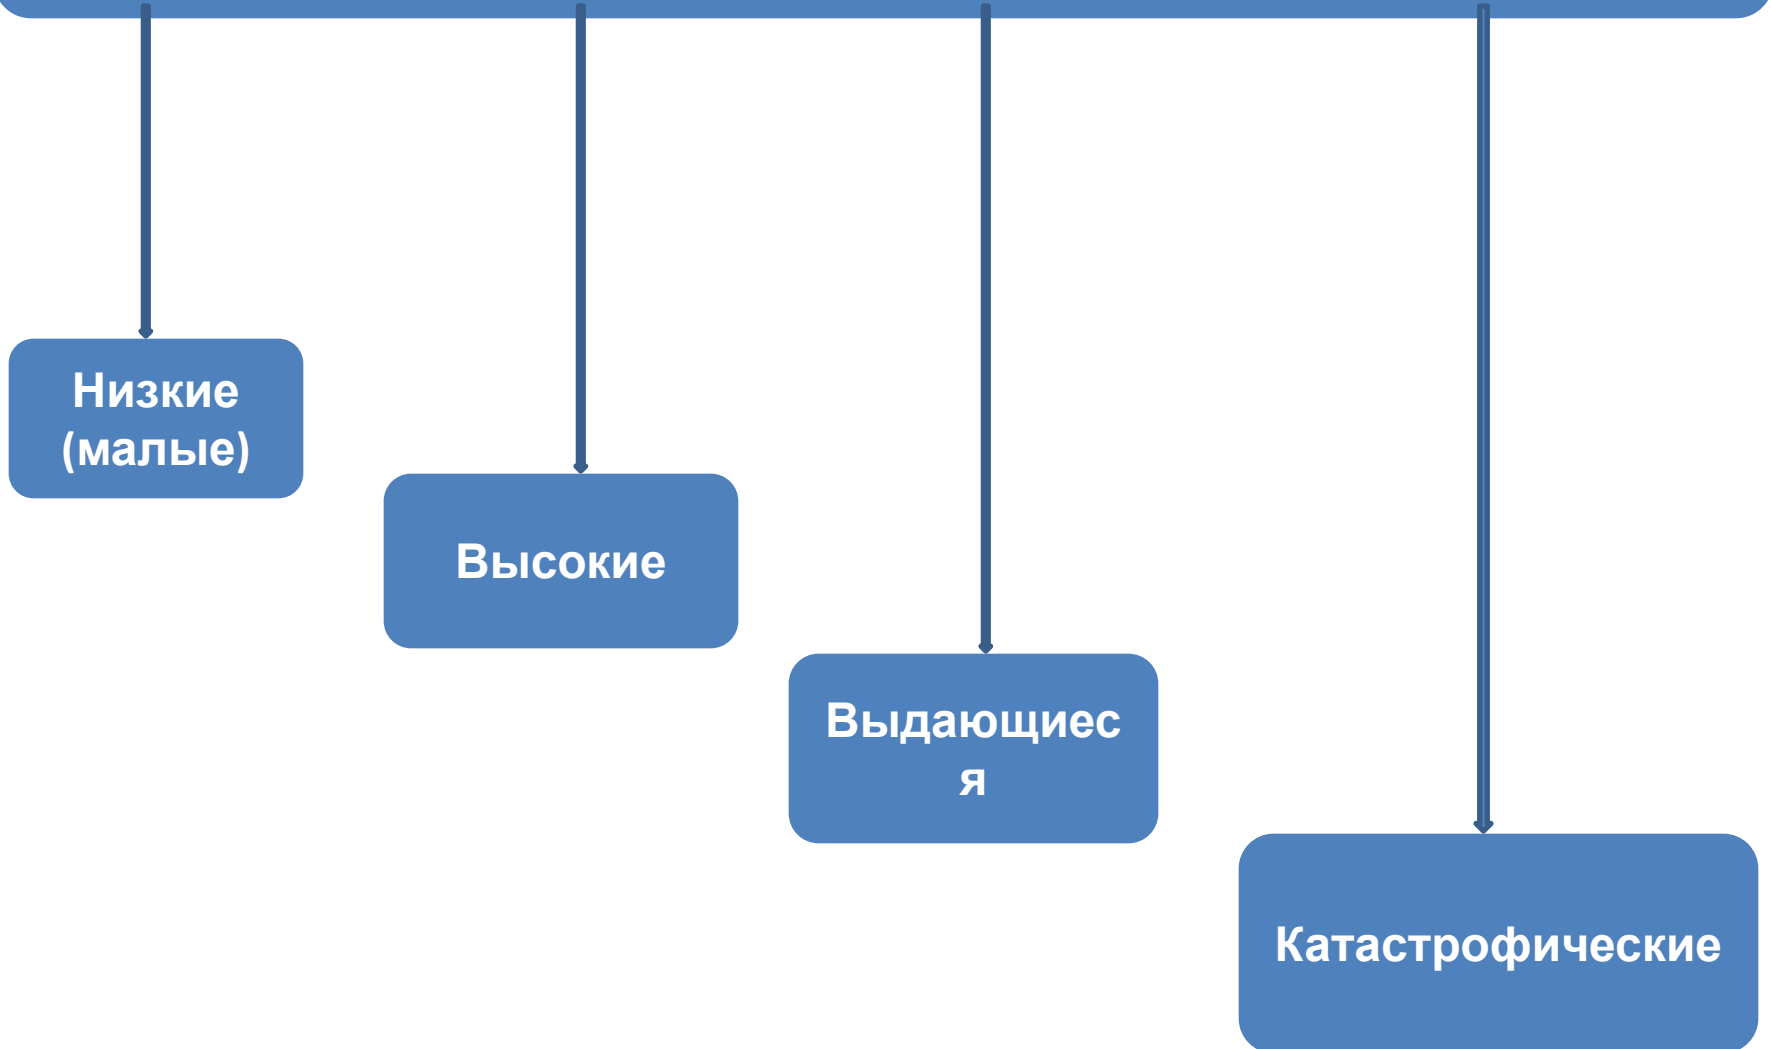 Низкие
(малые)
Высокие
Выдающиес
я
Катастрофические